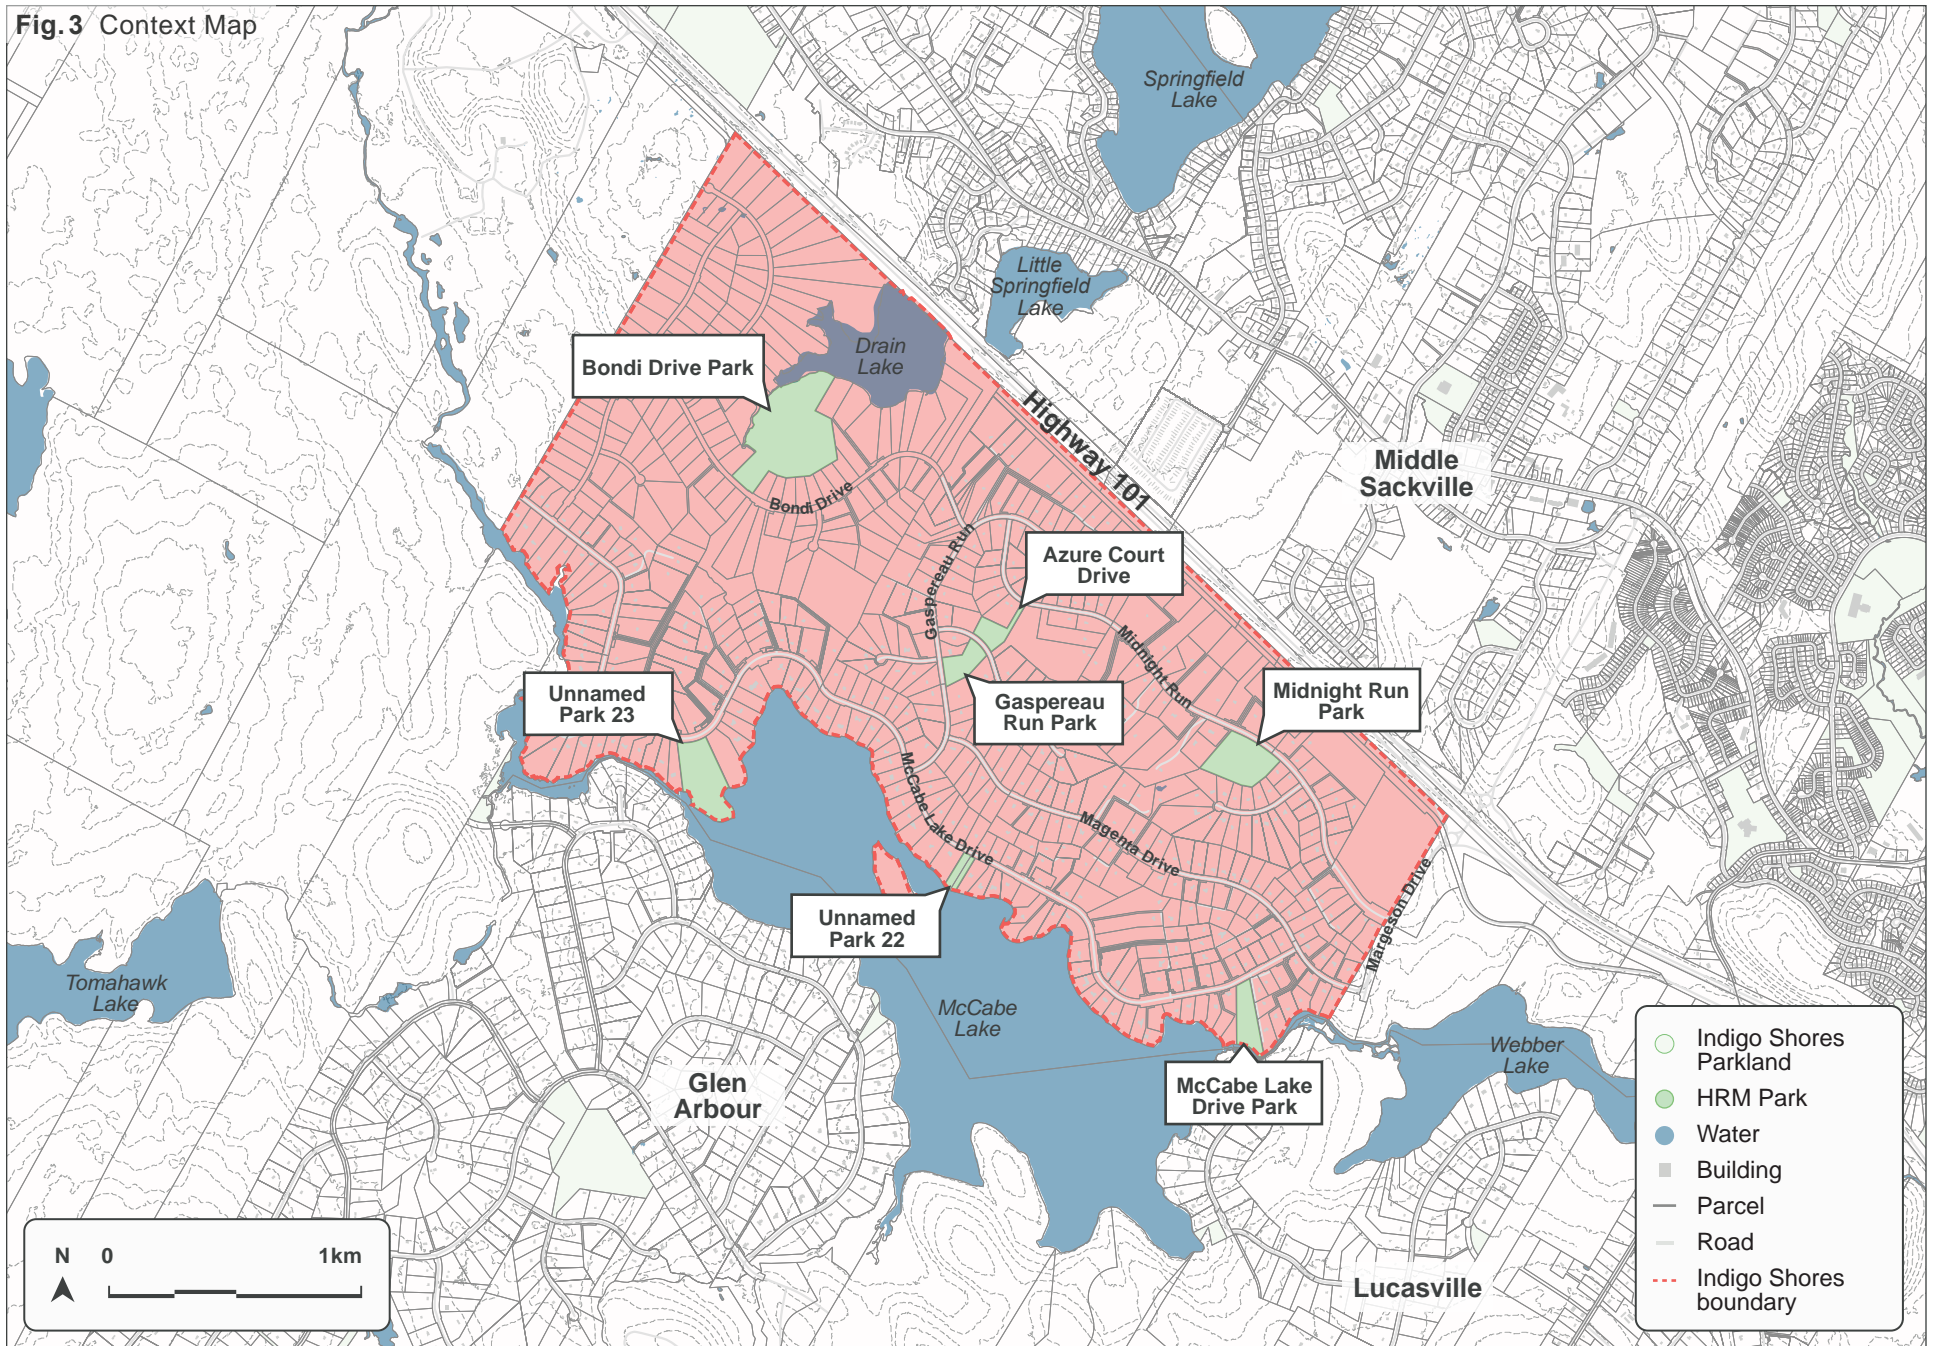 Fig.3 Context Map
Springfield
Lake
Little
Springfield
Lake
Drain
Lake
Bondi Drive Park
Highway 101
Middle
Sackville
Bondi Drive
Gaspereau Run
Azure Court
Drive
Midnight Run
Unnamed
Park 23
Gaspereau
Run Park
Midnight Run
Park
McCabe Lake Drive
Magenta Drive
Margeson Drive
Unnamed
Park 22
Tomahawk
Lake
McCabe
Lake
Webber
Lake
Glen
Arbour
McCabe Lake
Drive Park
Lucasville
Indigo Shores
Parkland
HRM Park
Water
Building
Parcel
Road
Indigo Shores
boundary
N 0 1km